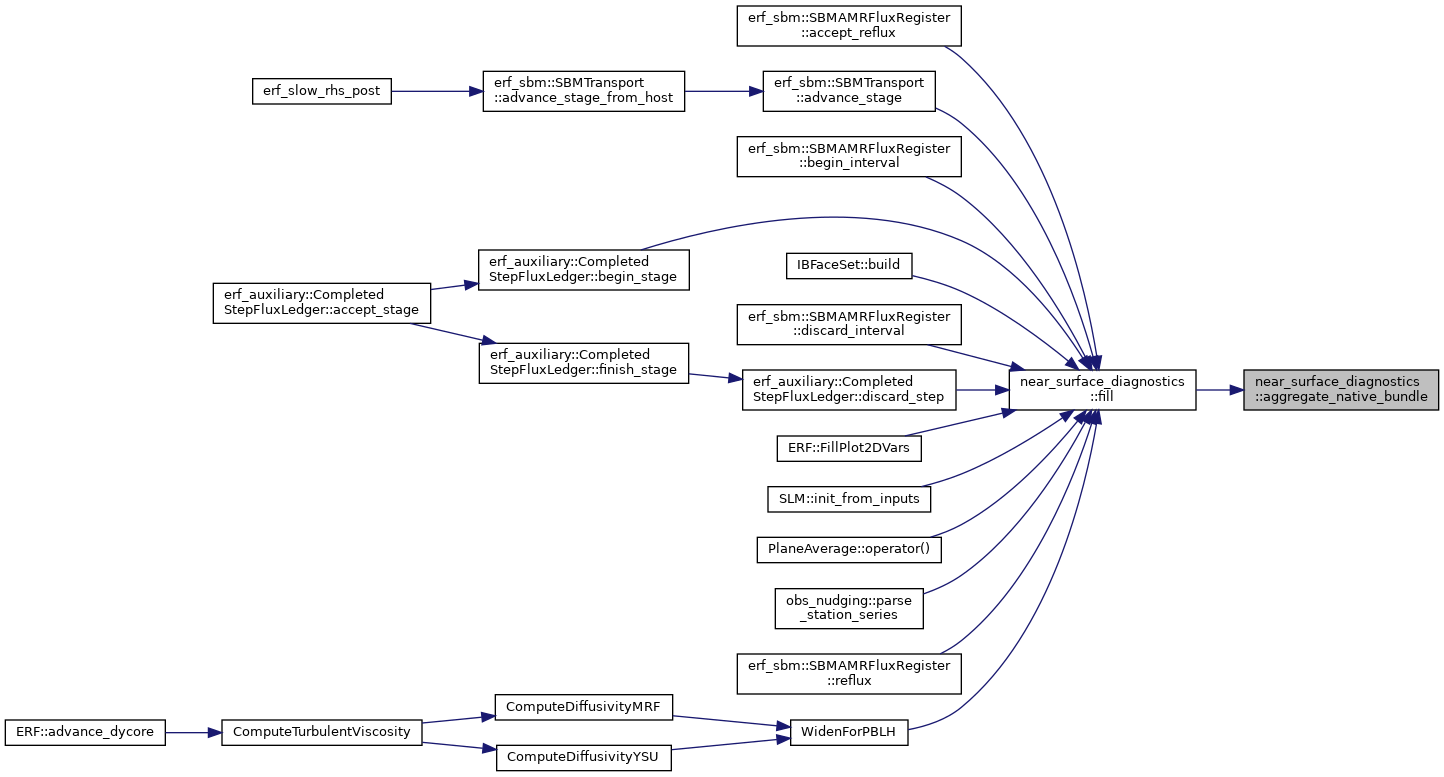 erf_sbm::SBMAMRFluxRegister
::accept_reflux
erf_slow_rhs_post
erf_sbm::SBMTransport
::advance_stage_from_host
erf_sbm::SBMTransport
::advance_stage
erf_sbm::SBMAMRFluxRegister
::begin_interval
erf_auxiliary::Completed
StepFluxLedger::begin_stage
IBFaceSet::build
erf_auxiliary::Completed
StepFluxLedger::accept_stage
erf_sbm::SBMAMRFluxRegister
::discard_interval
erf_auxiliary::Completed
StepFluxLedger::finish_stage
erf_auxiliary::Completed
StepFluxLedger::discard_step
near_surface_diagnostics
::fill
near_surface_diagnostics
::aggregate_native_bundle
ERF::FillPlot2DVars
SLM::init_from_inputs
PlaneAverage::operator()
obs_nudging::parse
_station_series
erf_sbm::SBMAMRFluxRegister
::reflux
ComputeDiffusivityMRF
ERF::advance_dycore
ComputeTurbulentViscosity
WidenForPBLH
ComputeDiffusivityYSU